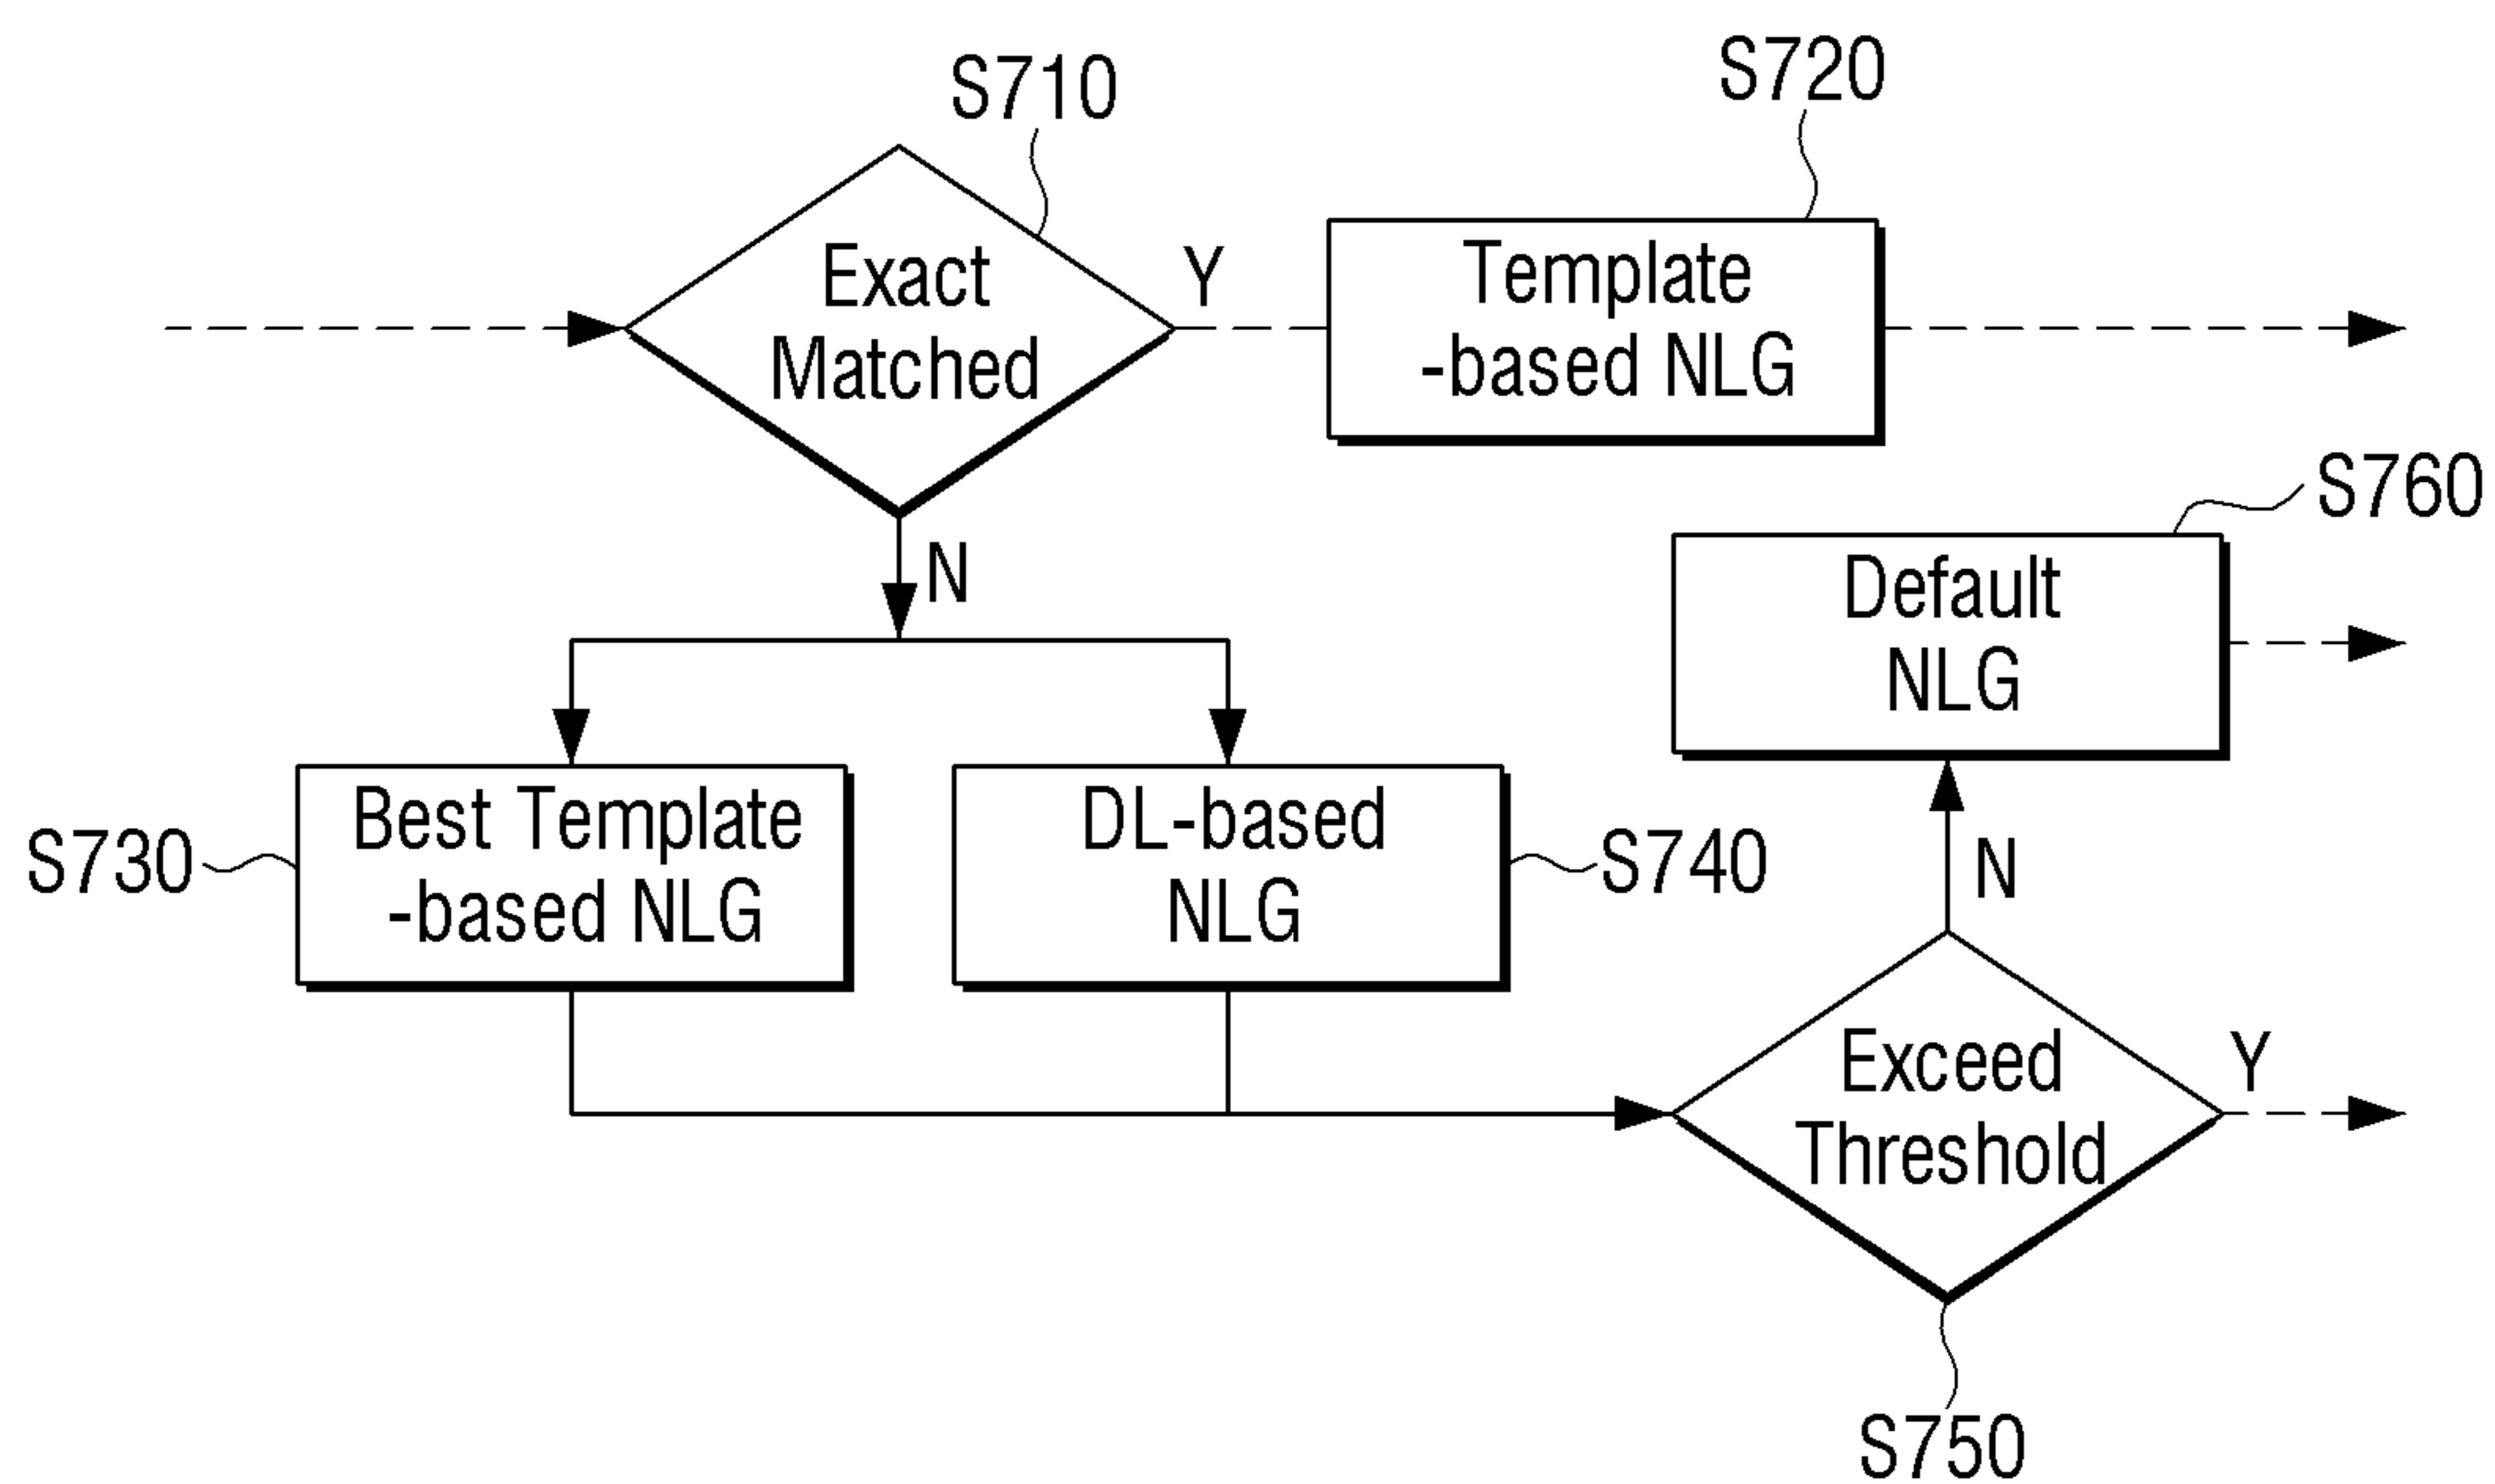 S710
S720
Exact
Matched
Y
Template
-based NLG
N
S760
Default
NLG
S730
Best Template
-based NLG
DL-based
NLG
S740
N
Exceed
Threshold
Y
S750